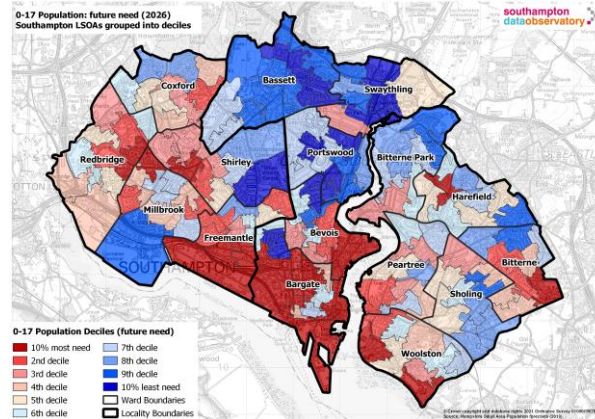 0-17 Population: future need (2026)
Southampton LSOAs grouped into deciles
southampton
dataobservatory
Coxford
Bassett
Swaythling
Redbridge
Shirley
Portswood
Bitterne Park
Harefield
Millbrook
Freemantle
Bevois
SOUTHAMPTON
Peartree
Bitterne
Bargate
Sholing
Woolston
0-17 Population Deciles (future need)
10% most need
2nd decile
3rd decile
4th decile
5th decile
6th decile
7th decile
8th decile
9th decile
10% least need
Ward Boundaries
Locality Boundaries